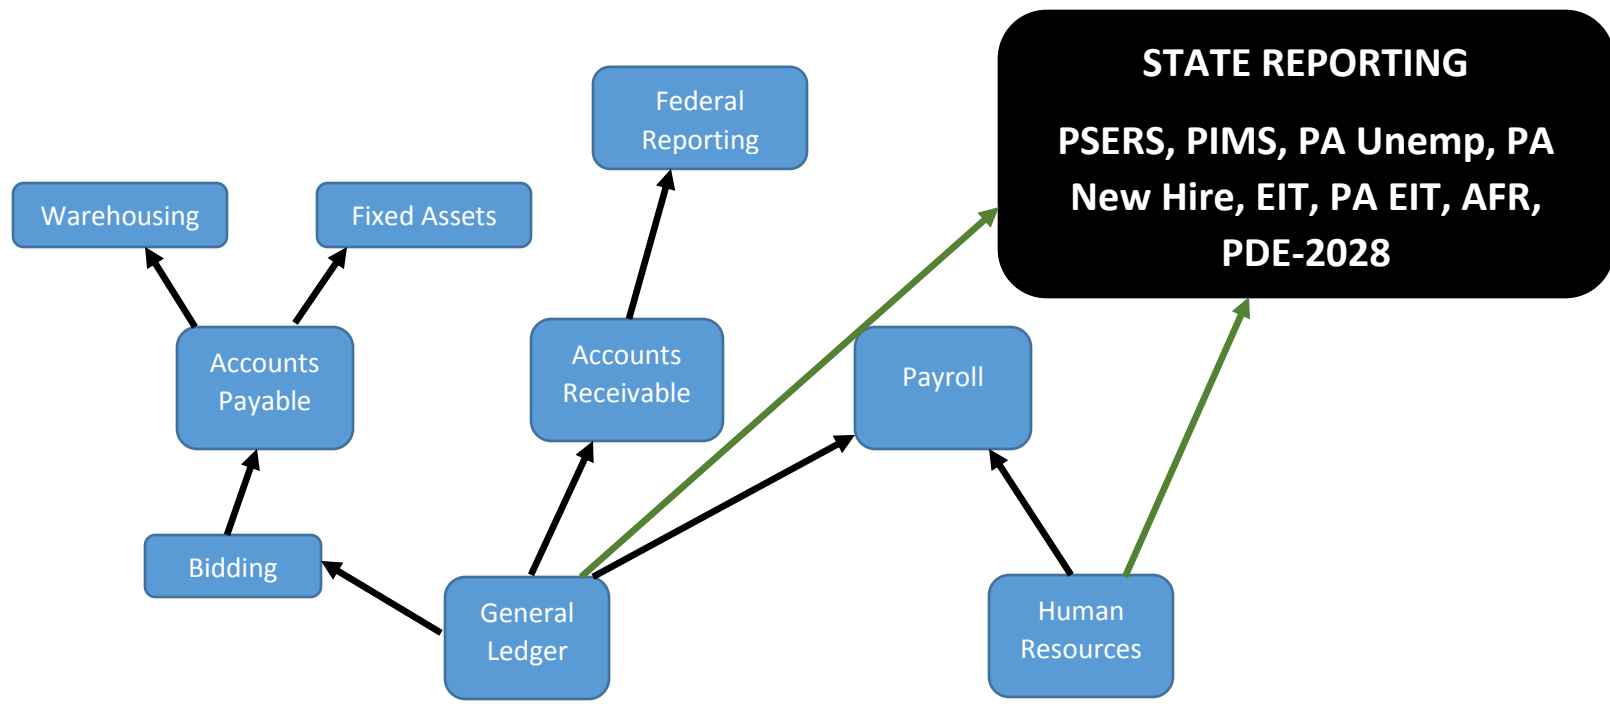 STATE REPORTING
PSERS, PIMS, PA Unemp, PA
New Hire, EIT, PA EIT, AFR,
PDE-2028
Federal
Reporting
Warehousing
Fixed Assets
Accounts
Payable
Accounts
Receivable
Payroll
Bidding
General
Ledger
Human
Resources